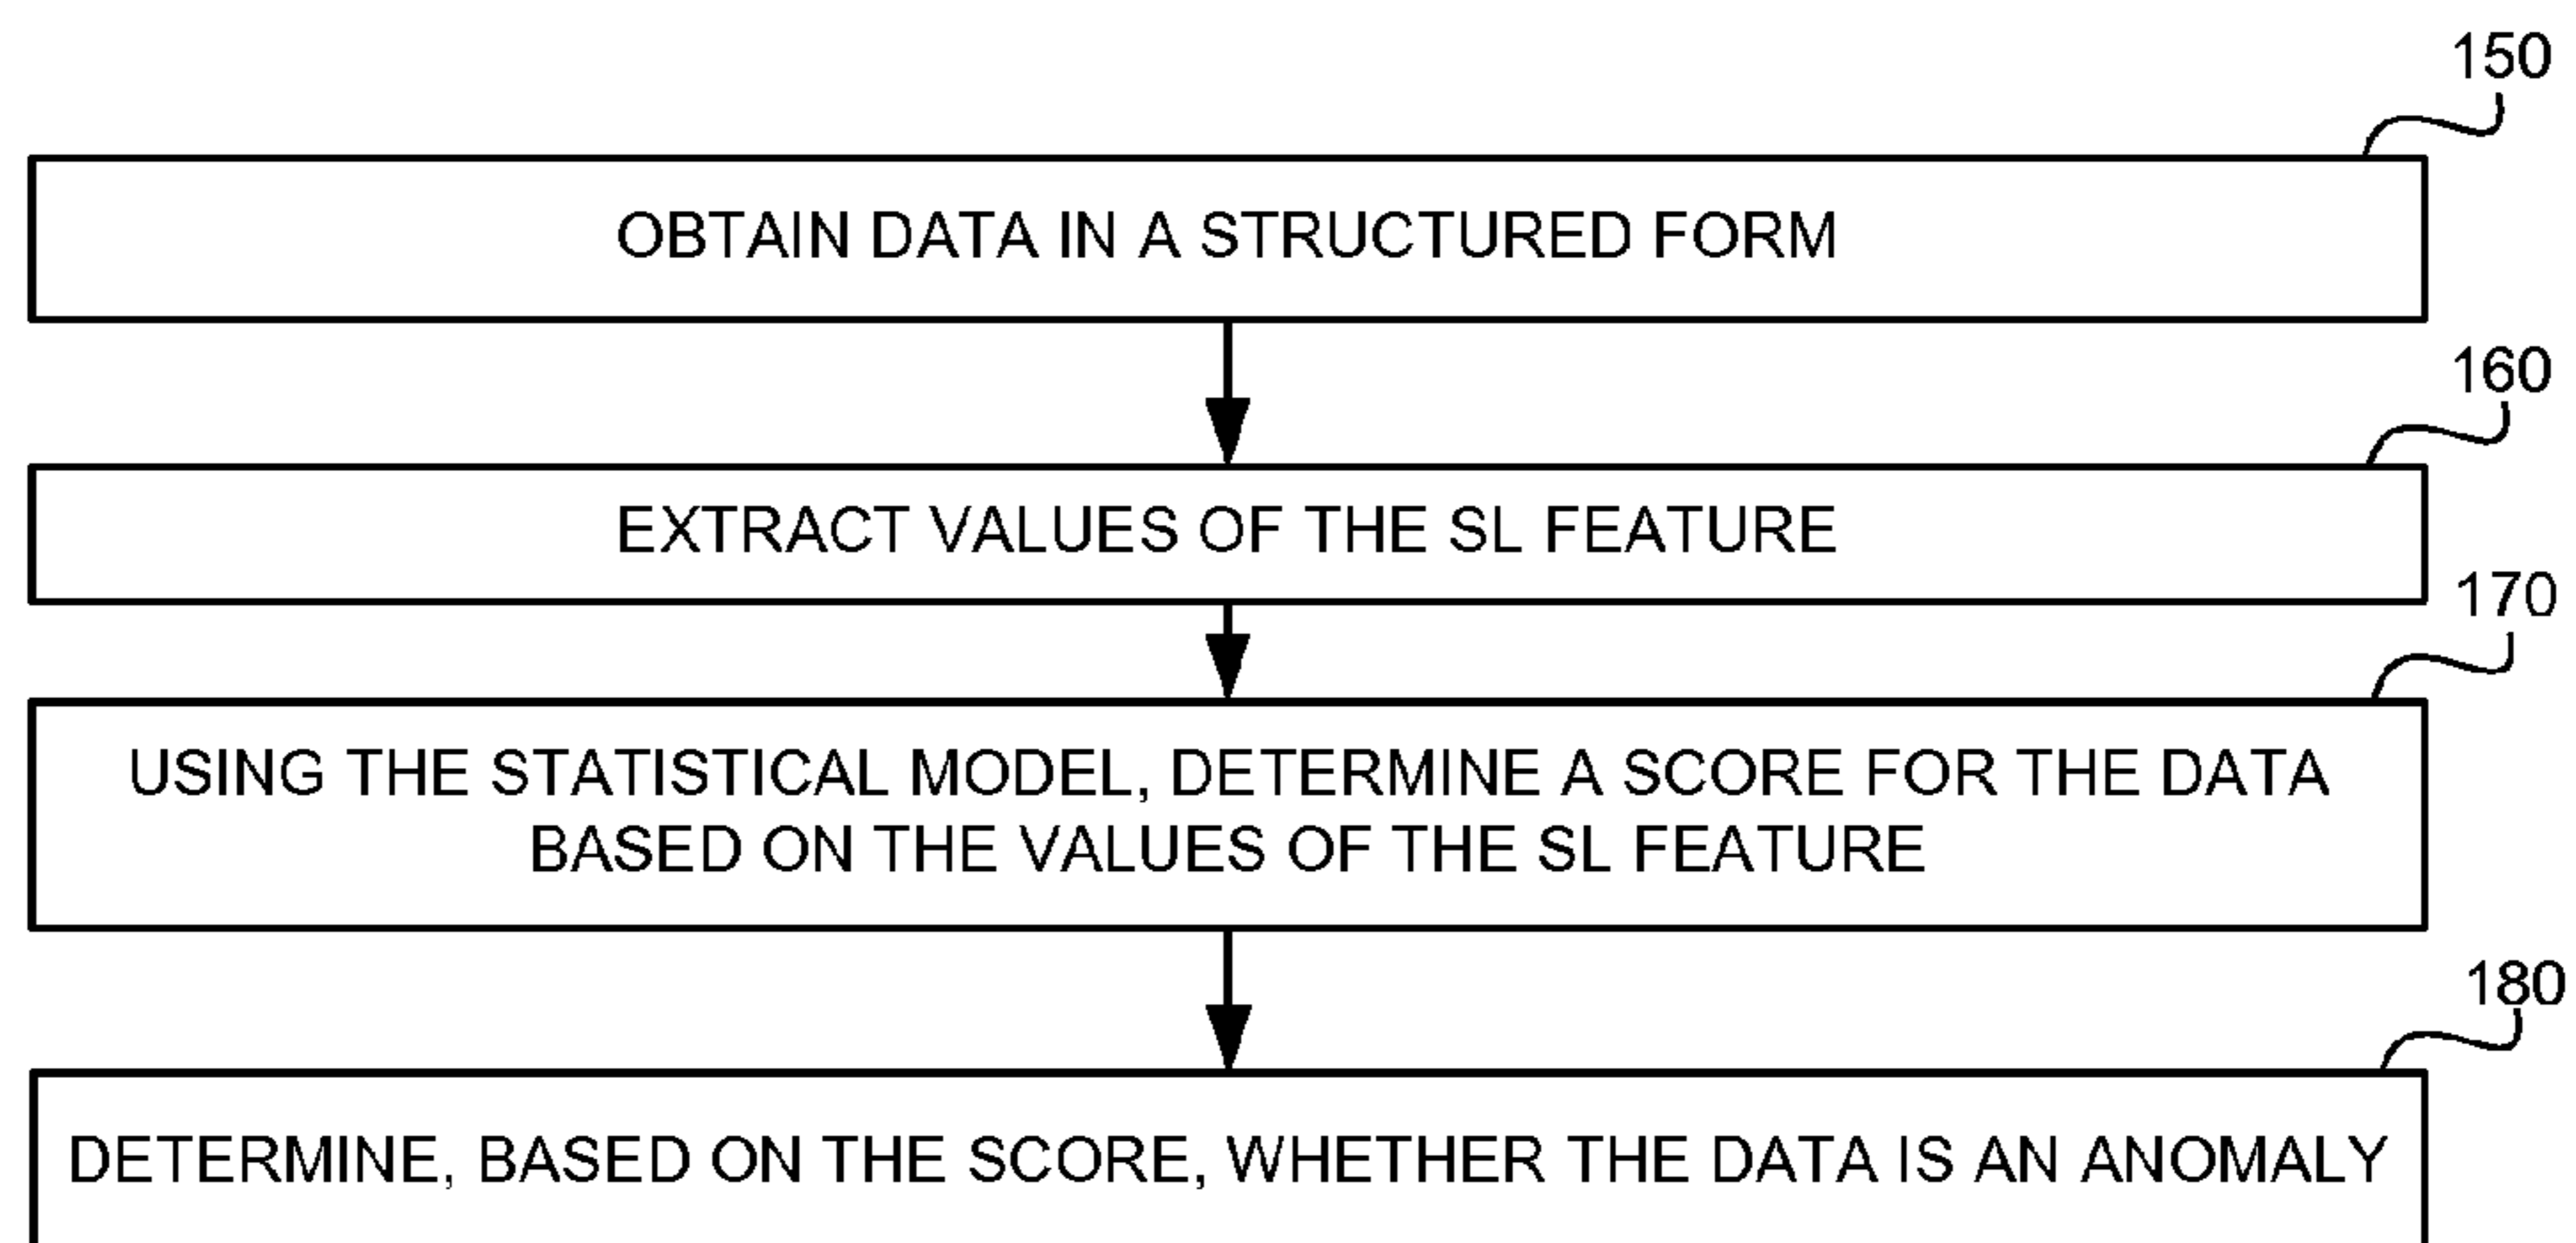 150
OBTAIN DATA IN A STRUCTURED FORM
160
EXTRACT VALUES OF THE SL FEATURE
170
USING THE STATISTICAL MODEL, DETERMINE A SCORE FOR THE DATA
BASED ON THE VALUES OF THE SL FEATURE
180
DETERMINE, BASED ON THE SCORE, WHETHER THE DATA IS AN ANOMALY